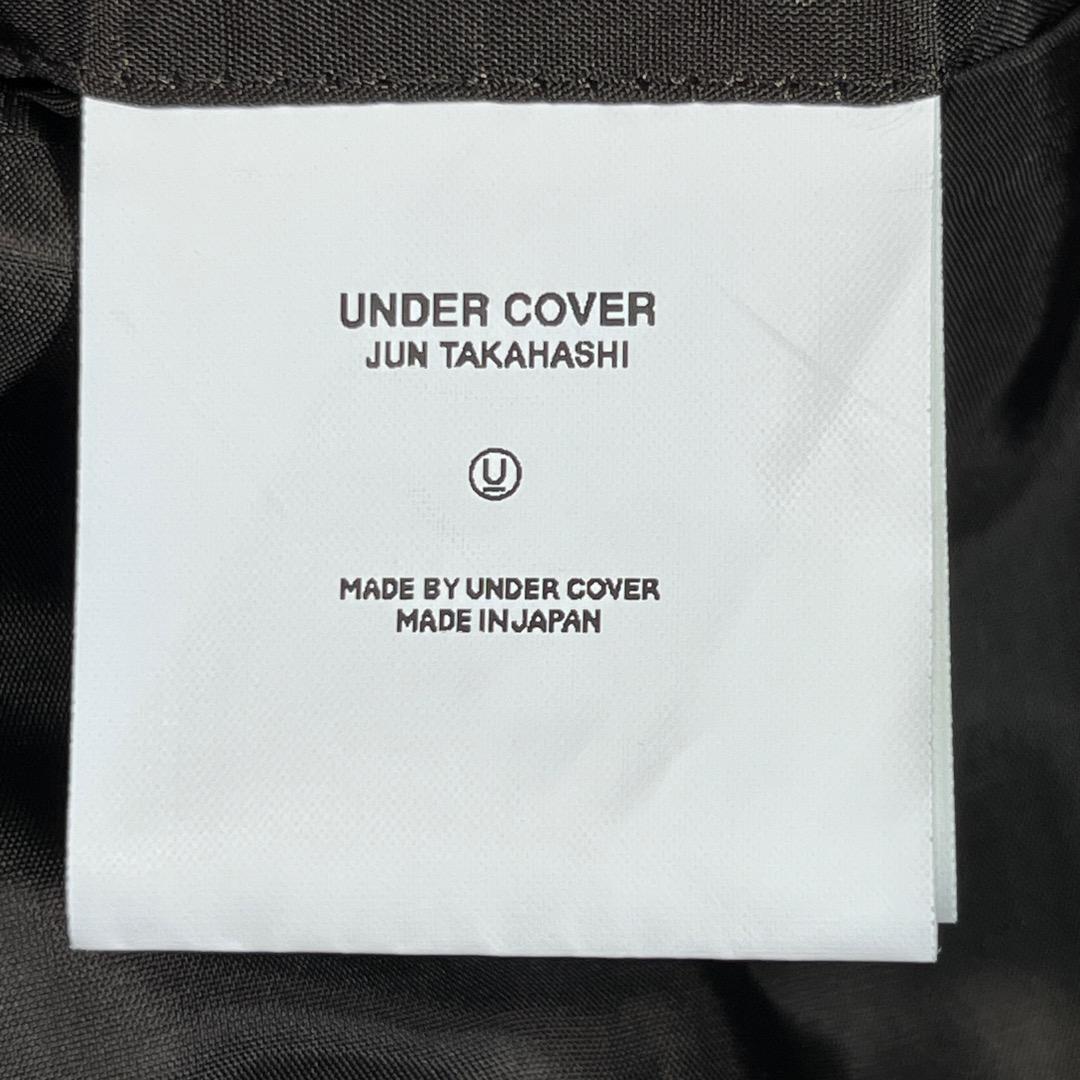 UNDER COVER
JUN TAKAHASHI
U
MADE BY UNDER COVER
MADE IN JAPAN